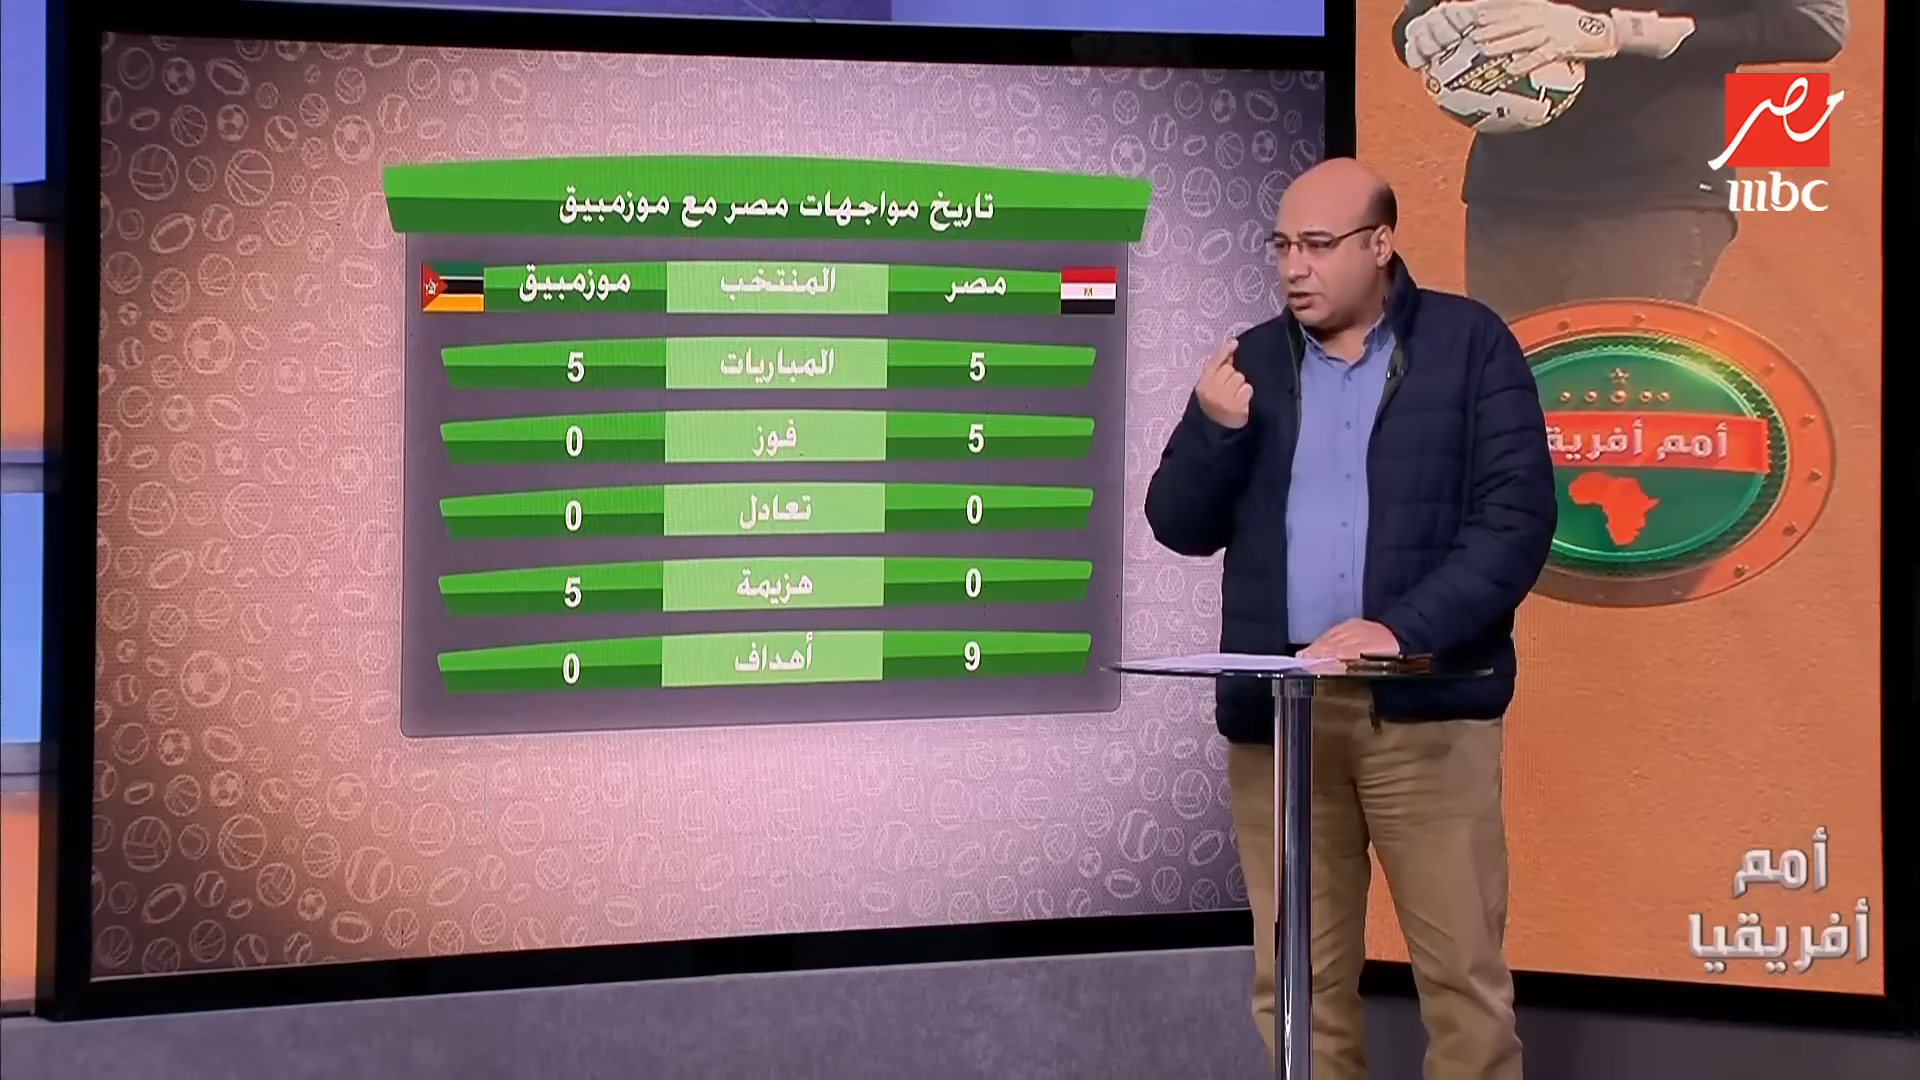 تاريخ مواجهات مصر مع موزمبيق
مصر المنتخب موزمبيق
5 المباريات 5
5 فوز 0
0 تعادل 0
0 هزيمة 5
9 أهداف 0
مصر
mbc
أمم أفريق
أمم
أفريقيا